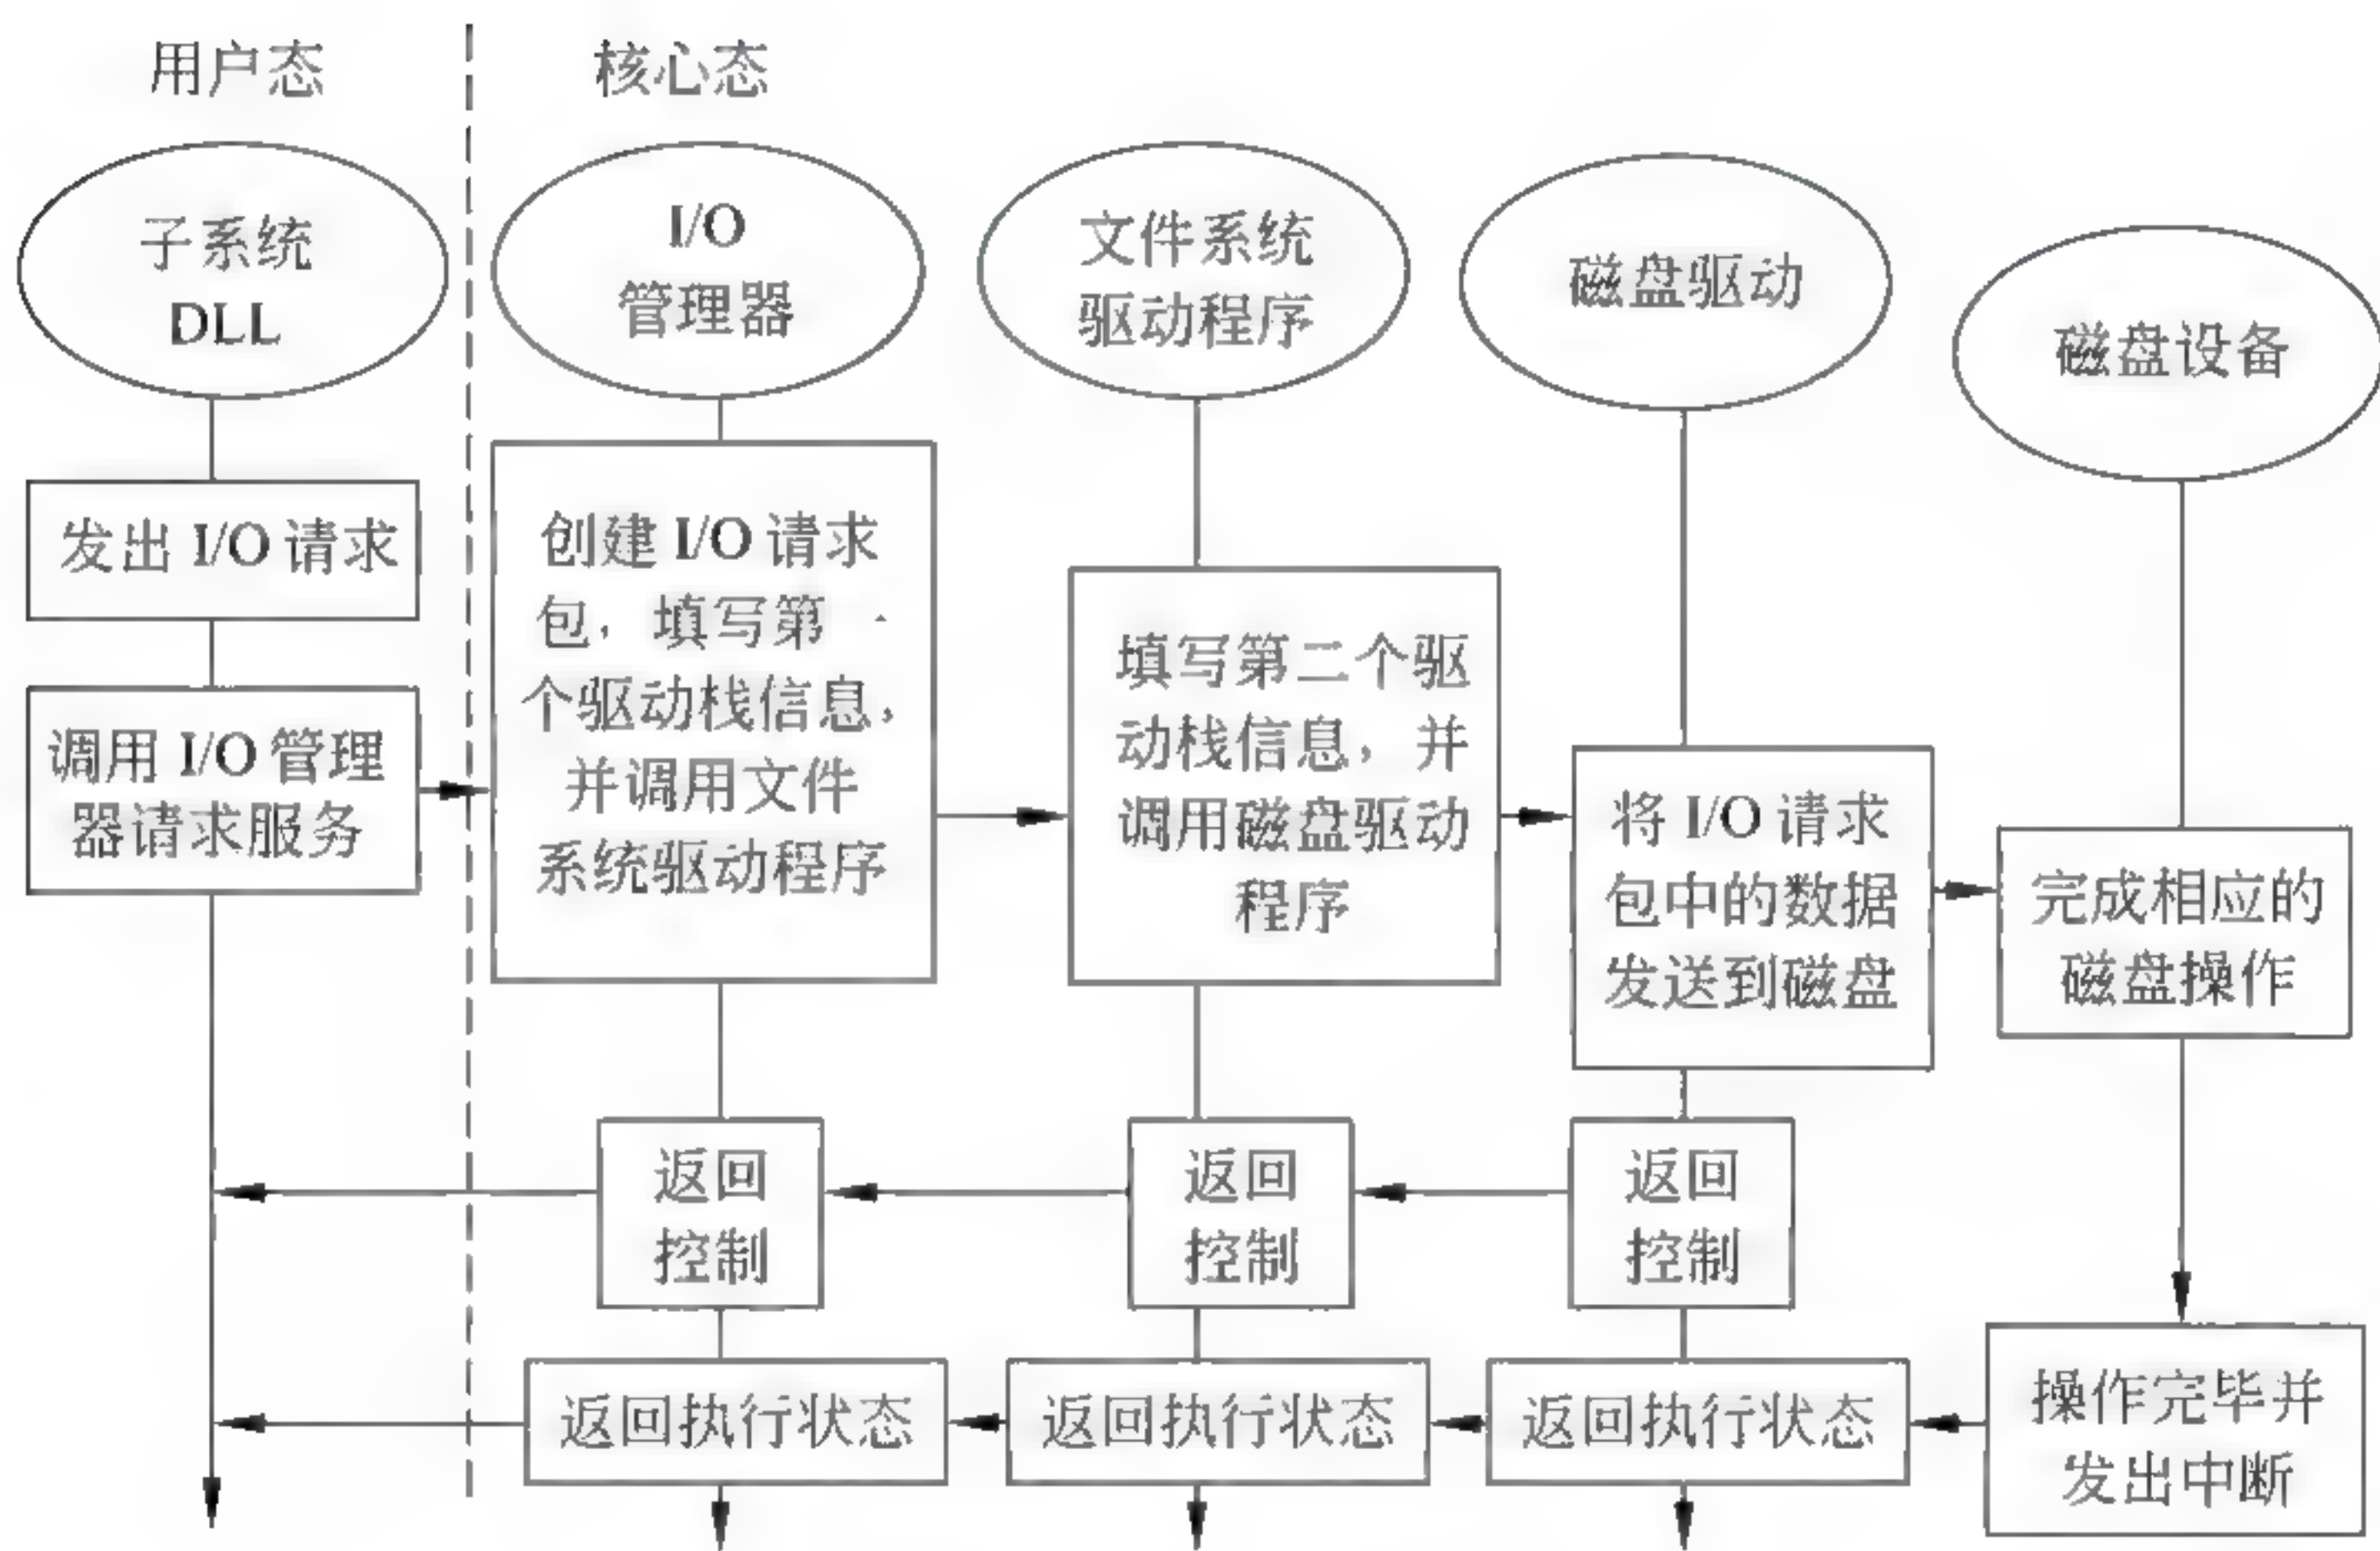 用户态
核心态
子系统
DLL
I/O
管理器
文件系统
驱动程序
磁盘驱动
磁盘设备
发出 I/O 请求
调用 I/O 管理
器请求服务
创建 I/O 请求
包，填写第一
个驱动栈信息，
并调用文件
系统驱动程序
填写第二个驱
动栈信息，并
调用磁盘驱动
程序
将 I/O 请求
包中的数据
发送到磁盘
完成相应的
磁盘操作
返回
控制
返回
控制
返回
控制
返回执行状态
返回执行状态
返回执行状态
操作完毕并
发出中断